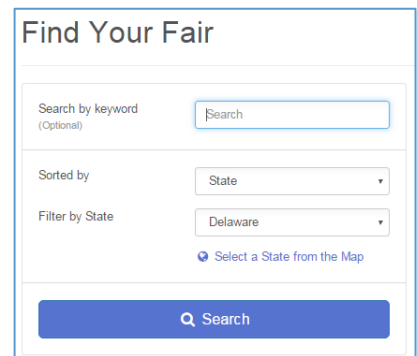 Find Your Fair
Search by keyword
(Optional)
Search
Sorted by
State
Filter by State
Delaware
Select a State from the Map
Search